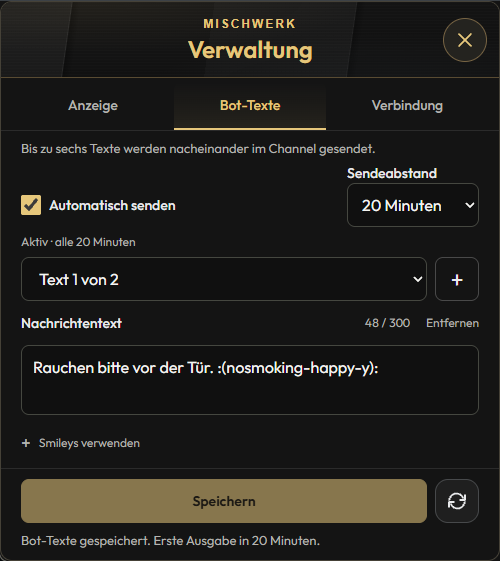 MISCHWERK
Verwaltung
Anzeige
Bot-Texte
Verbindung
Bis zu sechs Texte werden nacheinander im Channel gesendet.
Sendeabstand
Automatisch senden
20 Minuten
Aktiv · alle 20 Minuten
Text 1 von 2
+
Nachrichtentext
48 / 300
Entfernen
Rauchen bitte vor der Tür. :(nosmoking-happy-y):
+ Smileys verwenden
Speichern
Bot-Texte gespeichert. Erste Ausgabe in 20 Minuten.